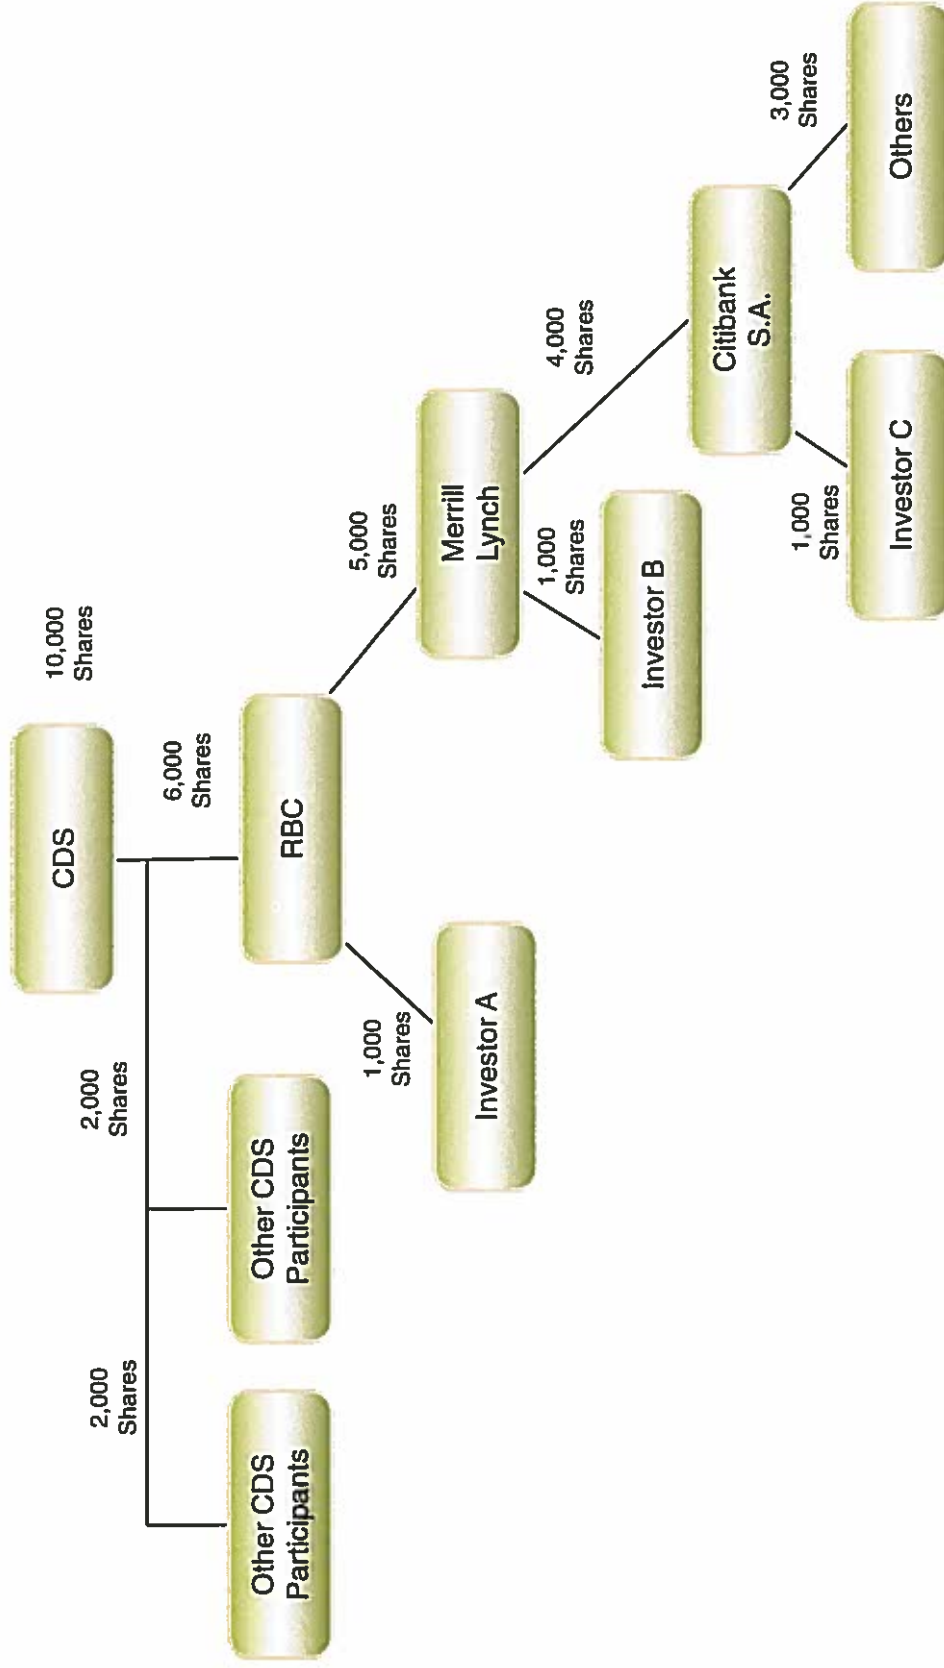 CDS
10,000
Shares
2,000
Shares
2,000
Shares
6,000
Shares
Other CDS
Participants
Other CDS
Participants
RBC
1,000
Shares
5,000
Shares
Investor A
Merrill
Lynch
1,000
Shares
4,000
Shares
Investor B
Citibank
S.A.
1,000
Shares
3,000
Shares
Investor C
Others